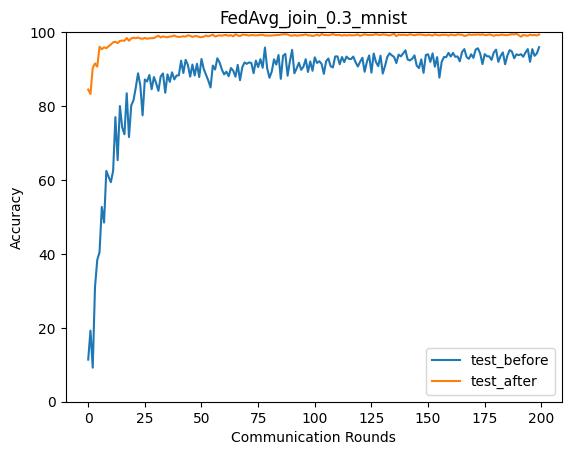 FedAvg_join_0.3_mnist
Accuracy
100
80
60
40
20
0
0 25 50 75 100 125 150 175 200
Communication Rounds
test_before
test_after